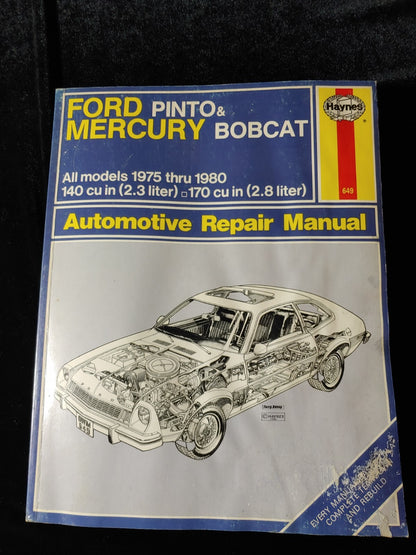 FORD PINTO &
MERCURY BOBCAT
Haynes
®
All models 1975 thru 1980
140 cu in (2.3 liter) □ 170 cu in (2.8 liter)
649
Automotive Repair Manual
© HAYNES
EVERY MANUAL
COMPLETE
AND REBUILD